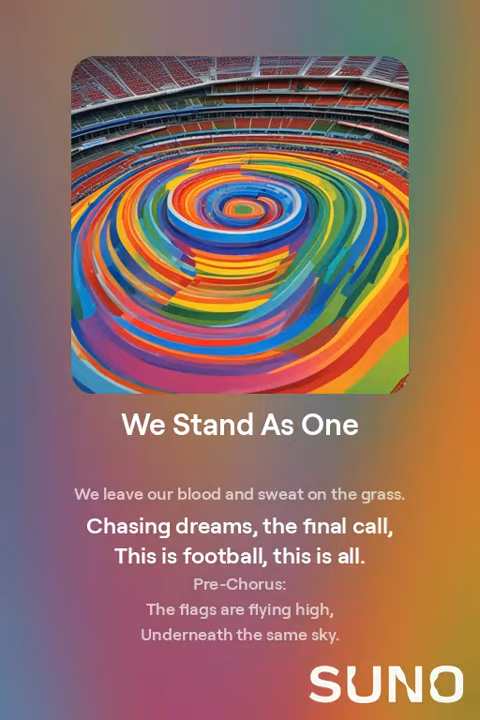 We Stand As One
We leave our blood and sweat on the grass.
Chasing dreams, the final call,
This is football, this is all.
Pre-Chorus:
The flags are flying high,
Underneath the same sky.
SUNO